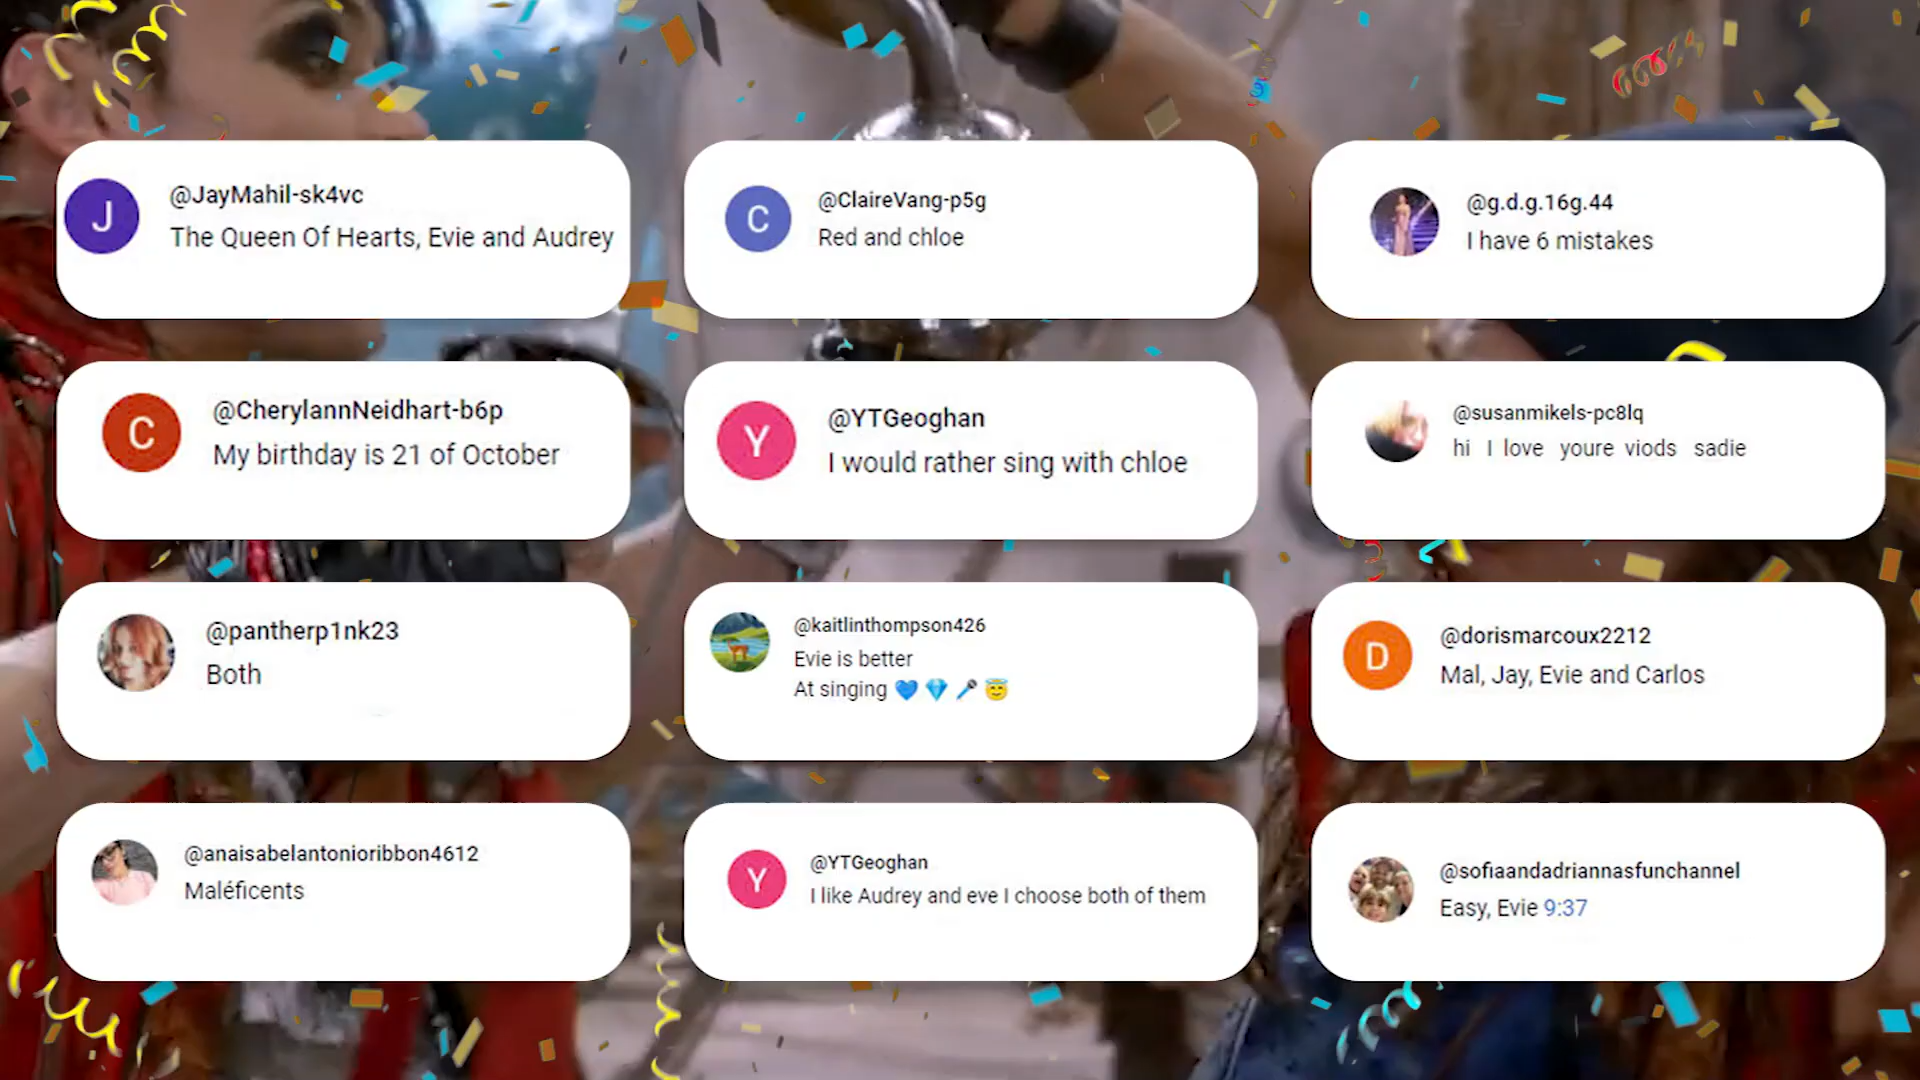 J
@JayMahil-sk4vc
The Queen Of Hearts, Evie and Audrey
C
@ClaireVang-p5g
Red and chloe
@g.d.g.16g.44
I have 6 mistakes
C
@CherylannNeidhart-b6p
My birthday is 21 of October
Y
@YTGeoghan
I would rather sing with chloe
@susanmikels-pc8lq
hi I love youre viods sadie
@pantherp1nk23
Both
@kaitlinthompson426
Evie is better
At singing 💙 💎 🎤 😇
D
@dorismarcoux2212
Mal, Jay, Evie and Carlos
@anaisabelantonioribbon4612
Maléficents
Y
@YTGeoghan
I like Audrey and eve I choose both of them
@sofiaandadriannasfunchannel
Easy, Evie 9:37